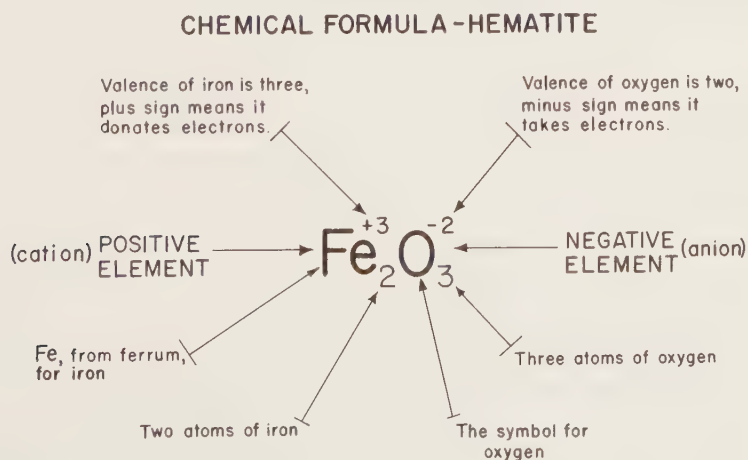 CHEMICAL FORMULA-HEMATITE
Valence of iron is three,
plus sign means it
donates electrons.
Valence of oxygen is two,
minus sign means it
takes electrons.
(cation) POSITIVE
ELEMENT
Fe₂⁺³O₃⁻²
NEGATIVE (anion)
ELEMENT
Fe, from ferrum,
for iron
Three atoms of oxygen
Two atoms of iron
The symbol for
oxygen